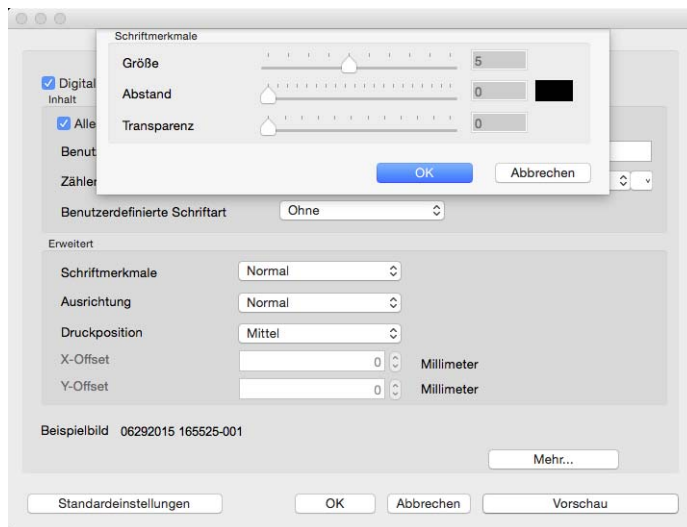 Schriftmerkmale
Größe 5
Abstand 0
Transparenz 0
OK Abbrechen
Digital
Inhalt
Alle
Benut
Zähler
Benutzerdefinierte Schriftart Ohne
Erweitert
Schriftmerkmale Normal
Ausrichtung Normal
Druckposition Mittel
X-Offset 0 Millimeter
Y-Offset 0 Millimeter
Beispielbild 06292015 165525-001
Mehr...
Standardeinstellungen OK Abbrechen Vorschau